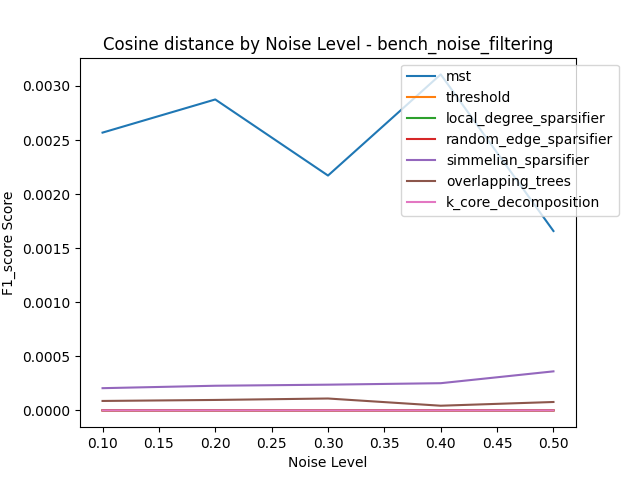 Cosine distance by Noise Level - bench_noise_filtering
mst
threshold
local_degree_sparsifier
random_edge_sparsifier
simmelian_sparsifier
overlapping_trees
k_core_decomposition
F1_score Score
0.0030
0.0025
0.0020
0.0015
0.0010
0.0005
0.0000
0.10 0.15 0.20 0.25 0.30 0.35 0.40 0.45 0.50
Noise Level